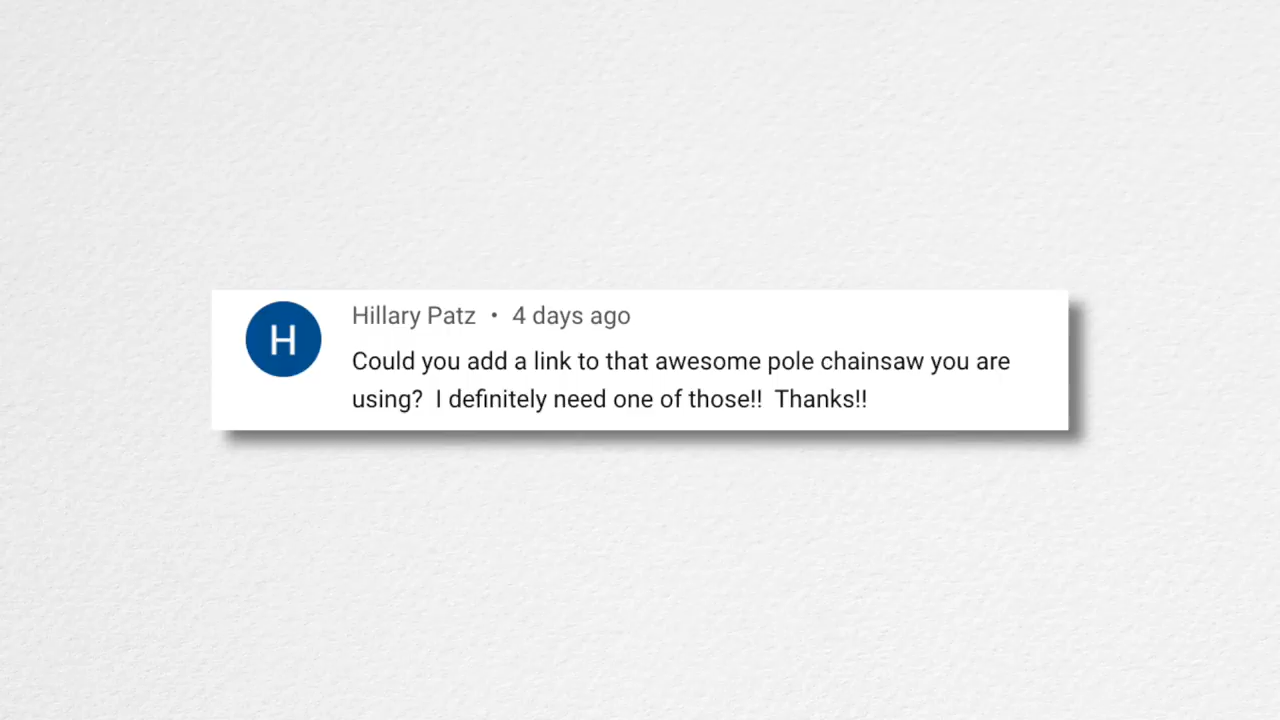 H
Hillary Patz • 4 days ago
Could you add a link to that awesome pole chainsaw you are
using?  I definitely need one of those!!  Thanks!!